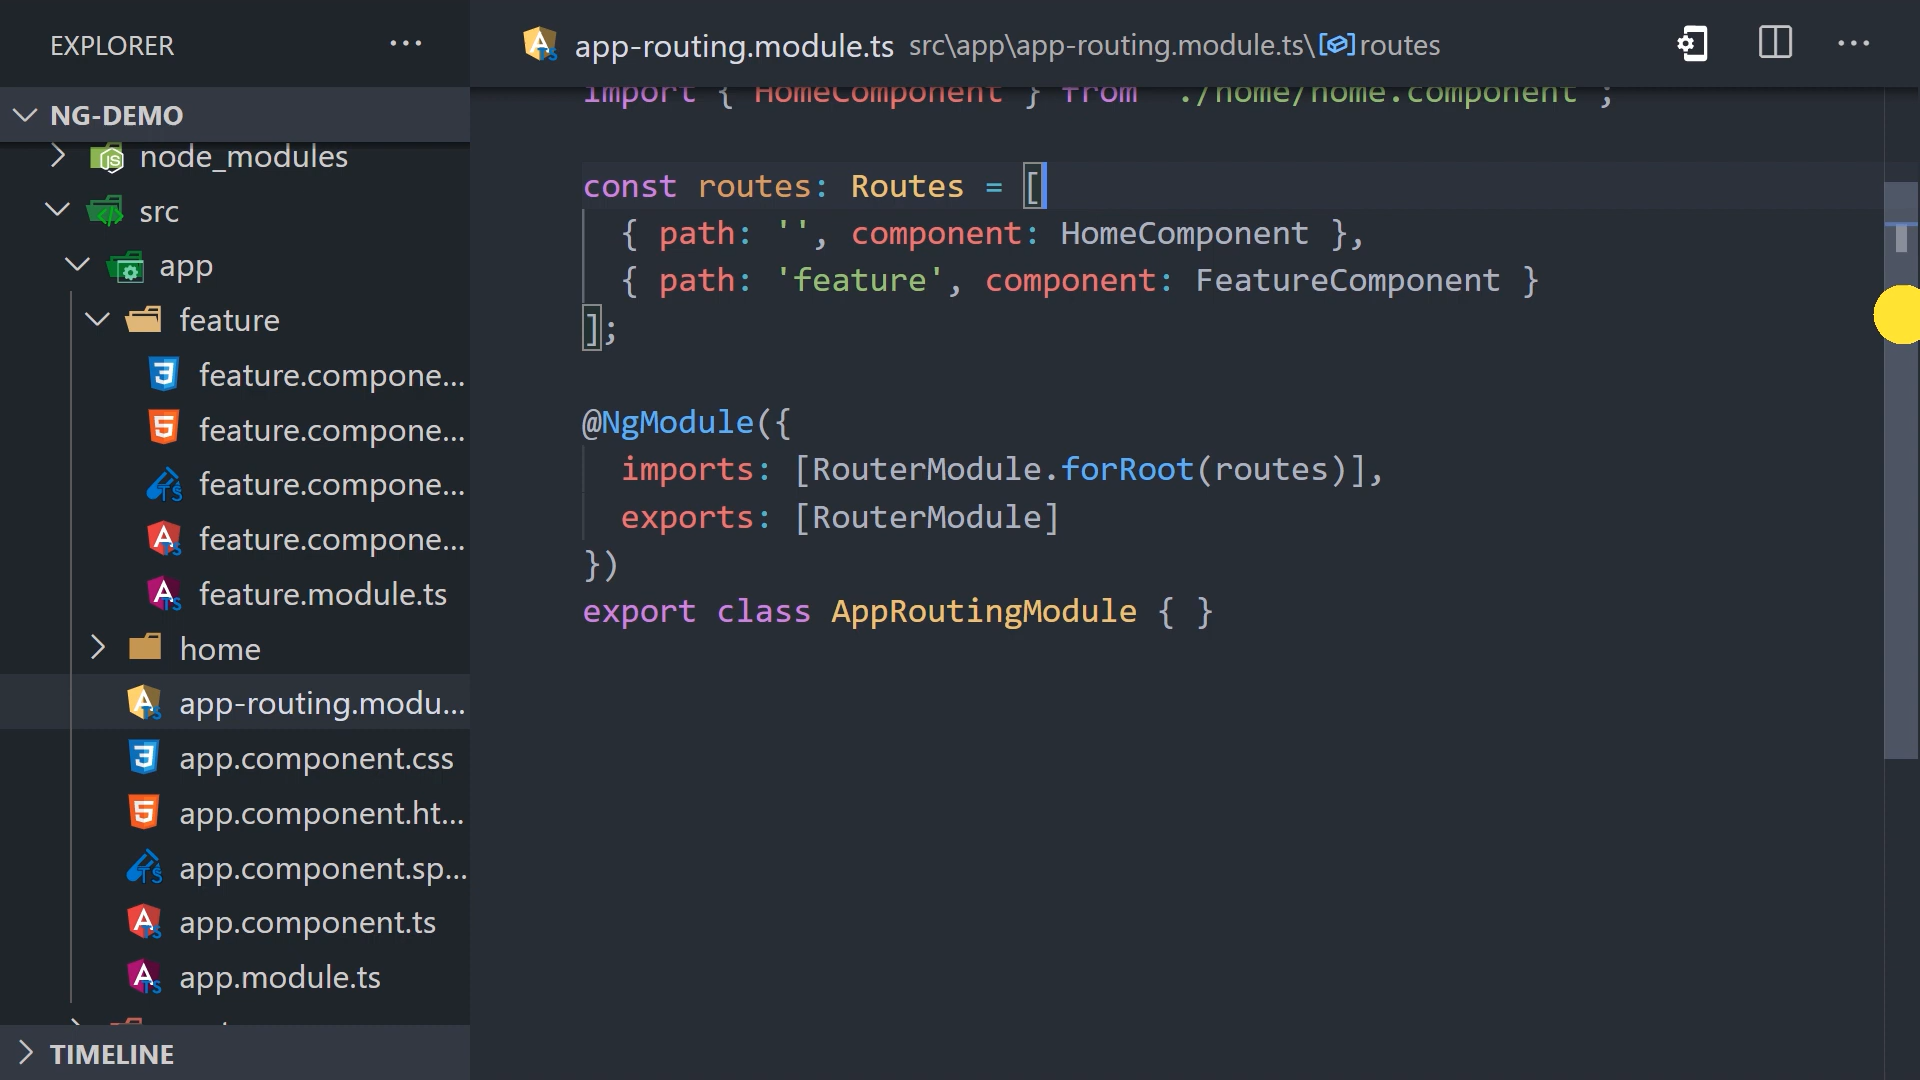 EXPLORER
NG-DEMO
node_modules
src
app
feature
feature.compone...
feature.compone...
feature.compone...
feature.compone...
feature.module.ts
home
app-routing.modu...
app.component.css
app.component.ht...
app.component.sp...
app.component.ts
app.module.ts
TIMELINE
app-routing.module.ts src\app\app-routing.module.ts\routes
import { HomeComponent } from './home/home.component';
const routes: Routes = [
{ path: '', component: HomeComponent },
{ path: 'feature', component: FeatureComponent }
];
@NgModule({
imports: [RouterModule.forRoot(routes)],
exports: [RouterModule]
})
export class AppRoutingModule { }